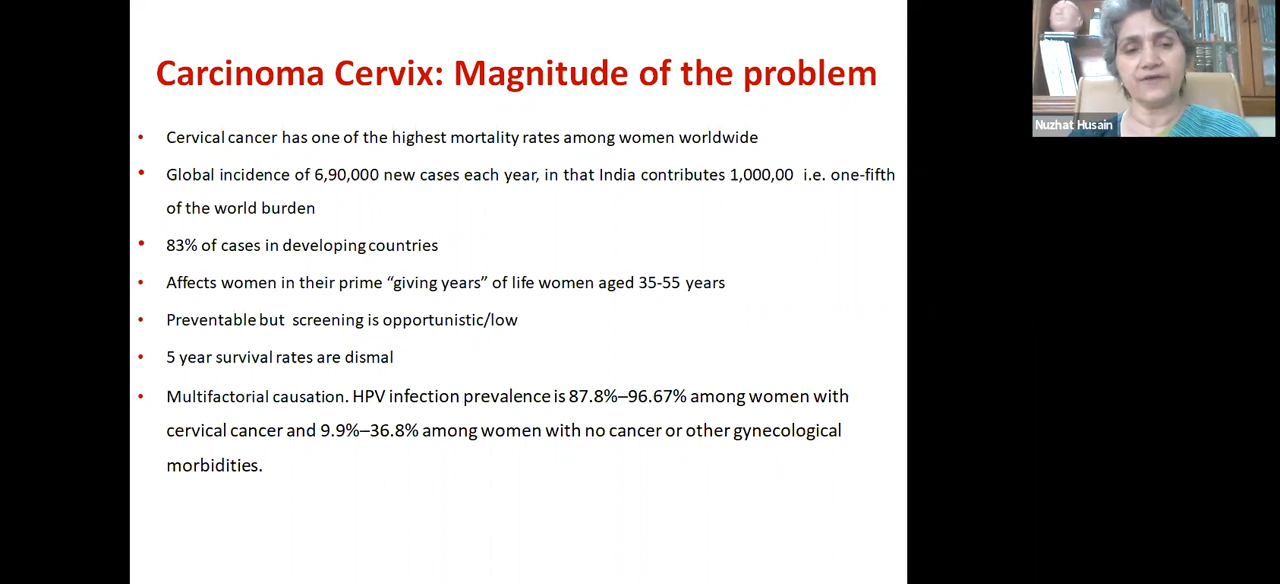 Carcinoma Cervix: Magnitude of the problem
• Cervical cancer has one of the highest mortality rates among women worldwide
• Global incidence of 6,90,000 new cases each year, in that India contributes 1,000,00 i.e. one-fifth
of the world burden
• 83% of cases in developing countries
• Affects women in their prime “giving years” of life women aged 35-55 years
• Preventable but screening is opportunistic/low
• 5 year survival rates are dismal
• Multifactorial causation. HPV infection prevalence is 87.8%–96.67% among women with
cervical cancer and 9.9%–36.8% among women with no cancer or other gynecological
morbidities.
Nuzhat Husain